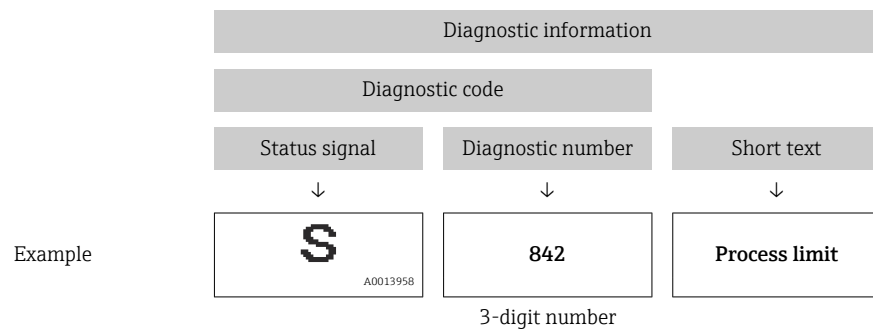 Diagnostic information
Diagnostic code
Status signal Diagnostic number Short text
↓ ↓ ↓
Example S 842 Process limit
A0013958
3-digit number